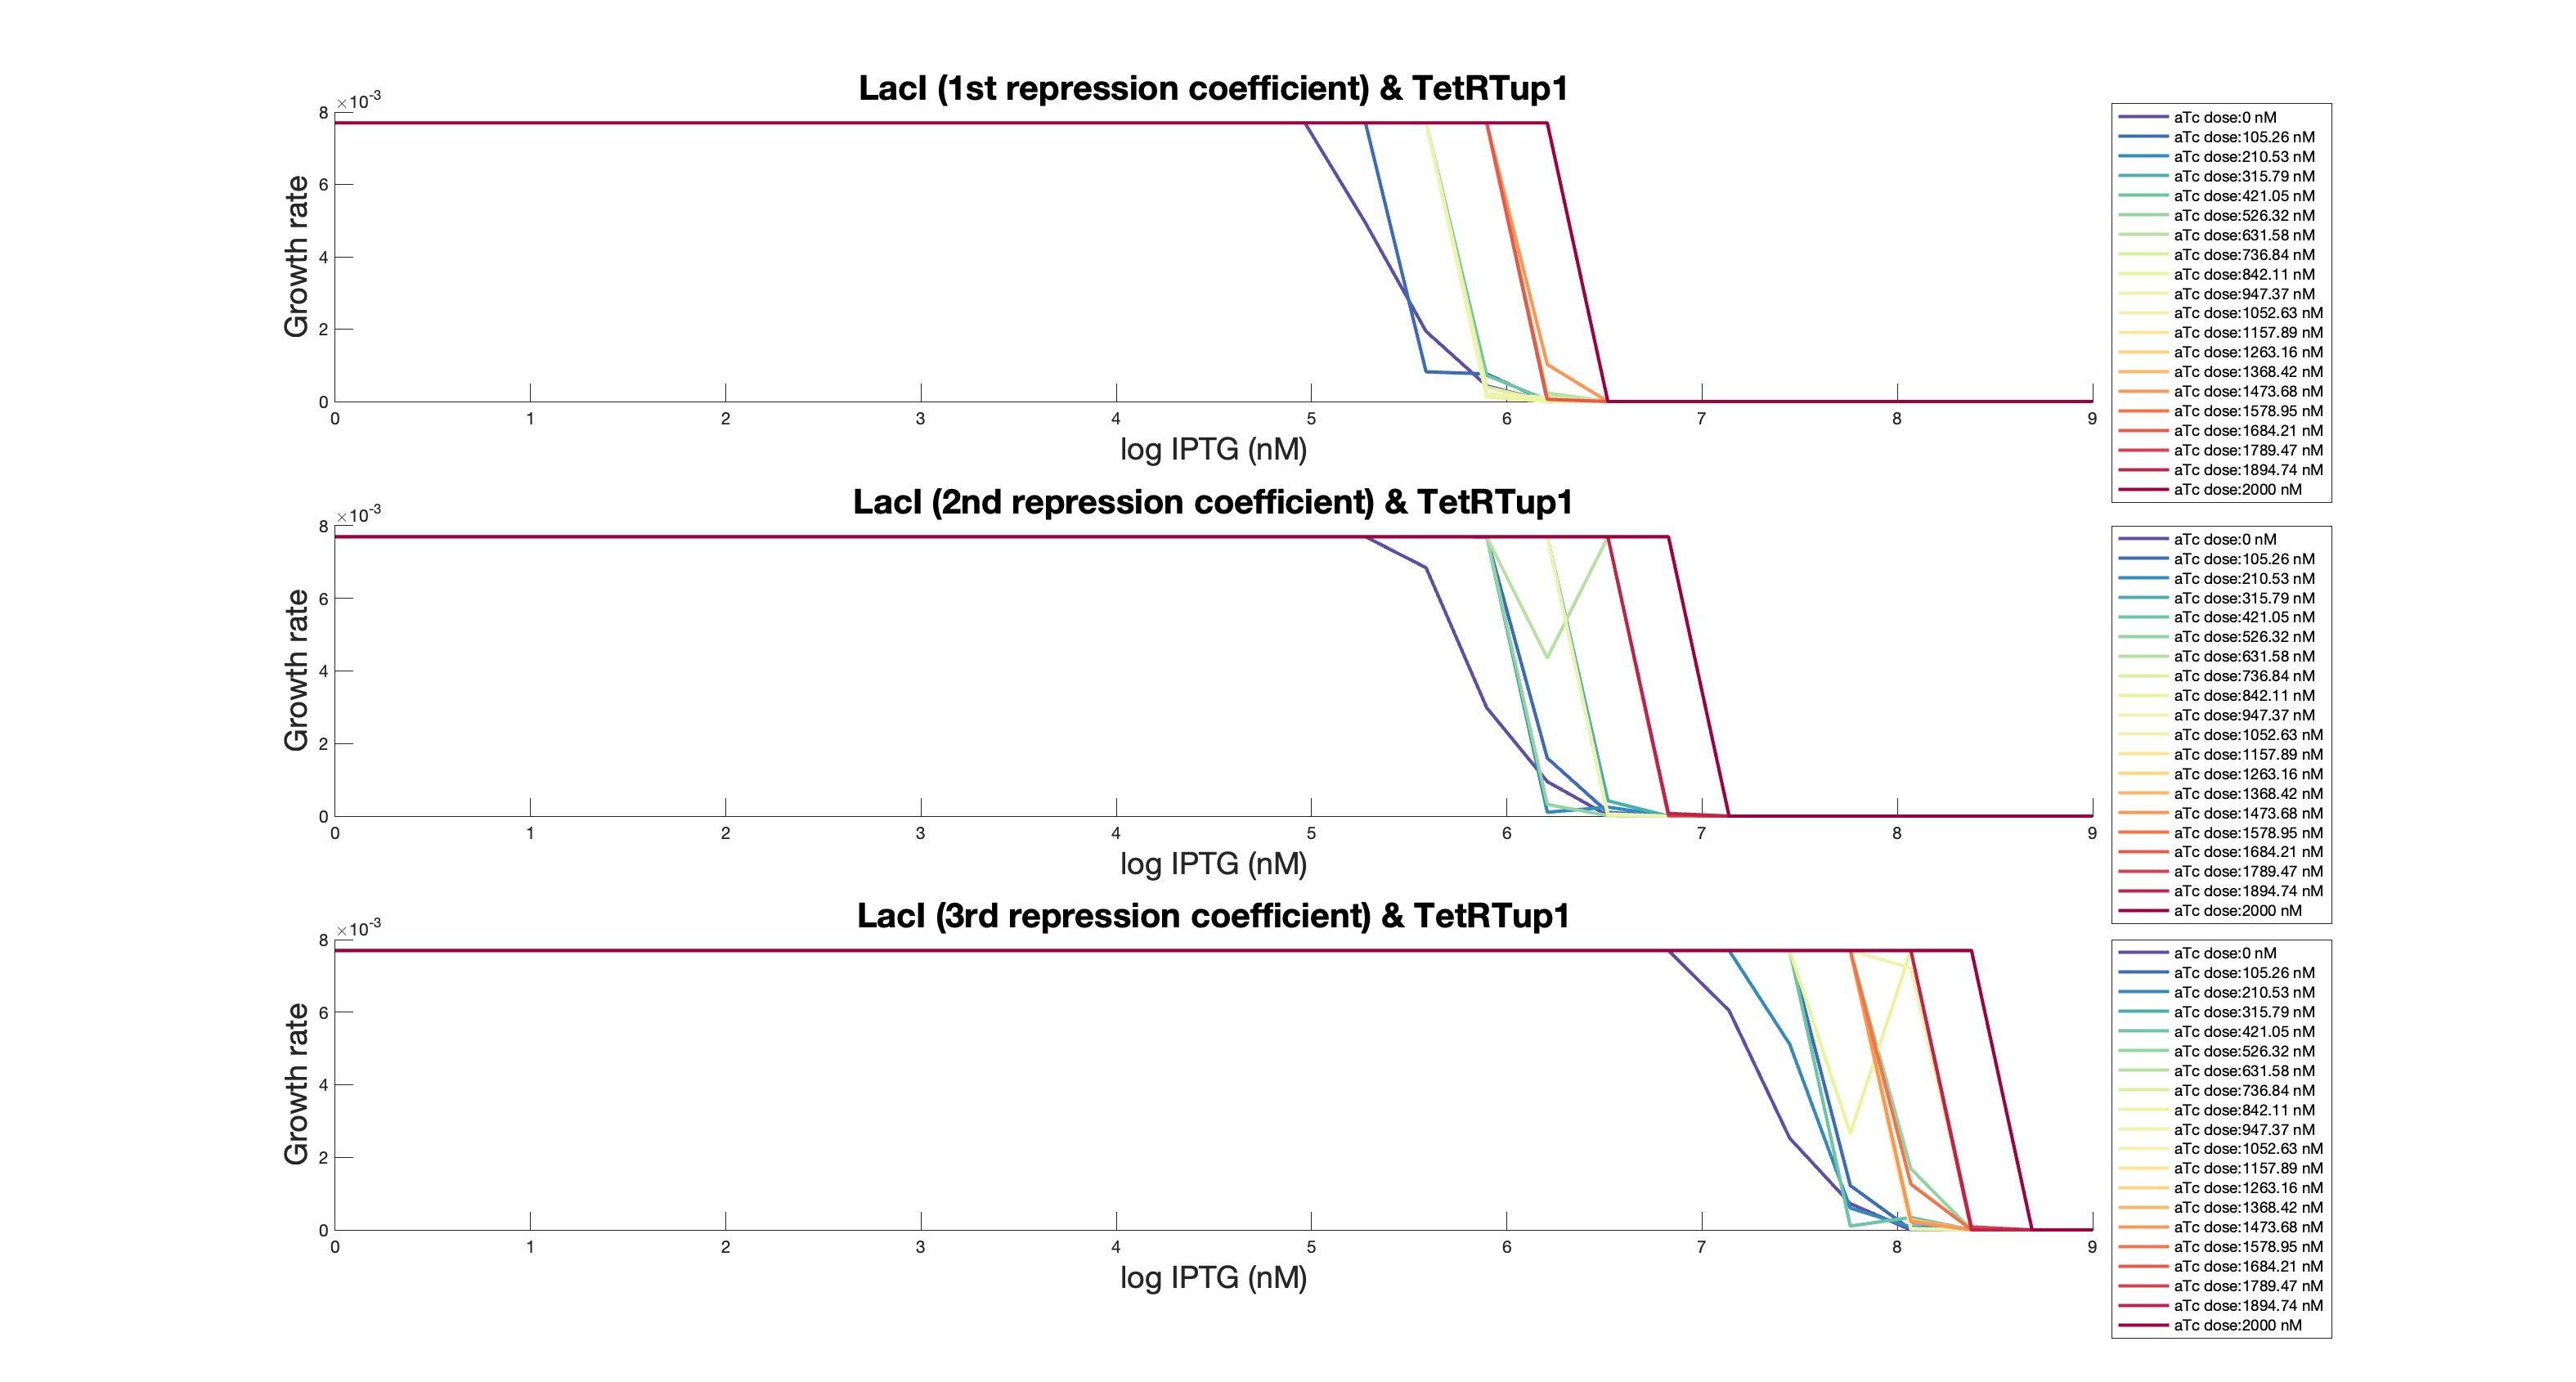 LacI (1st repression coefficient) & TetRTup1
×10-3
8
6
4
2
0
Growth rate
0 1 2 3 4 5 6 7 8 9
log IPTG (nM)
aTc dose:0 nM
aTc dose:105.26 nM
aTc dose:210.53 nM
aTc dose:315.79 nM
aTc dose:421.05 nM
aTc dose:526.32 nM
aTc dose:631.58 nM
aTc dose:736.84 nM
aTc dose:842.11 nM
aTc dose:947.37 nM
aTc dose:1052.63 nM
aTc dose:1157.89 nM
aTc dose:1263.16 nM
aTc dose:1368.42 nM
aTc dose:1473.68 nM
aTc dose:1578.95 nM
aTc dose:1684.21 nM
aTc dose:1789.47 nM
aTc dose:1894.74 nM
aTc dose:2000 nM
LacI (2nd repression coefficient) & TetRTup1
×10-3
8
6
4
2
0
Growth rate
0 1 2 3 4 5 6 7 8 9
log IPTG (nM)
aTc dose:0 nM
aTc dose:105.26 nM
aTc dose:210.53 nM
aTc dose:315.79 nM
aTc dose:421.05 nM
aTc dose:526.32 nM
aTc dose:631.58 nM
aTc dose:736.84 nM
aTc dose:842.11 nM
aTc dose:947.37 nM
aTc dose:1052.63 nM
aTc dose:1157.89 nM
aTc dose:1263.16 nM
aTc dose:1368.42 nM
aTc dose:1473.68 nM
aTc dose:1578.95 nM
aTc dose:1684.21 nM
aTc dose:1789.47 nM
aTc dose:1894.74 nM
aTc dose:2000 nM
LacI (3rd repression coefficient) & TetRTup1
×10-3
8
6
4
2
0
Growth rate
0 1 2 3 4 5 6 7 8 9
log IPTG (nM)
aTc dose:0 nM
aTc dose:105.26 nM
aTc dose:210.53 nM
aTc dose:315.79 nM
aTc dose:421.05 nM
aTc dose:526.32 nM
aTc dose:631.58 nM
aTc dose:736.84 nM
aTc dose:842.11 nM
aTc dose:947.37 nM
aTc dose:1052.63 nM
aTc dose:1157.89 nM
aTc dose:1263.16 nM
aTc dose:1368.42 nM
aTc dose:1473.68 nM
aTc dose:1578.95 nM
aTc dose:1684.21 nM
aTc dose:1789.47 nM
aTc dose:1894.74 nM
aTc dose:2000 nM